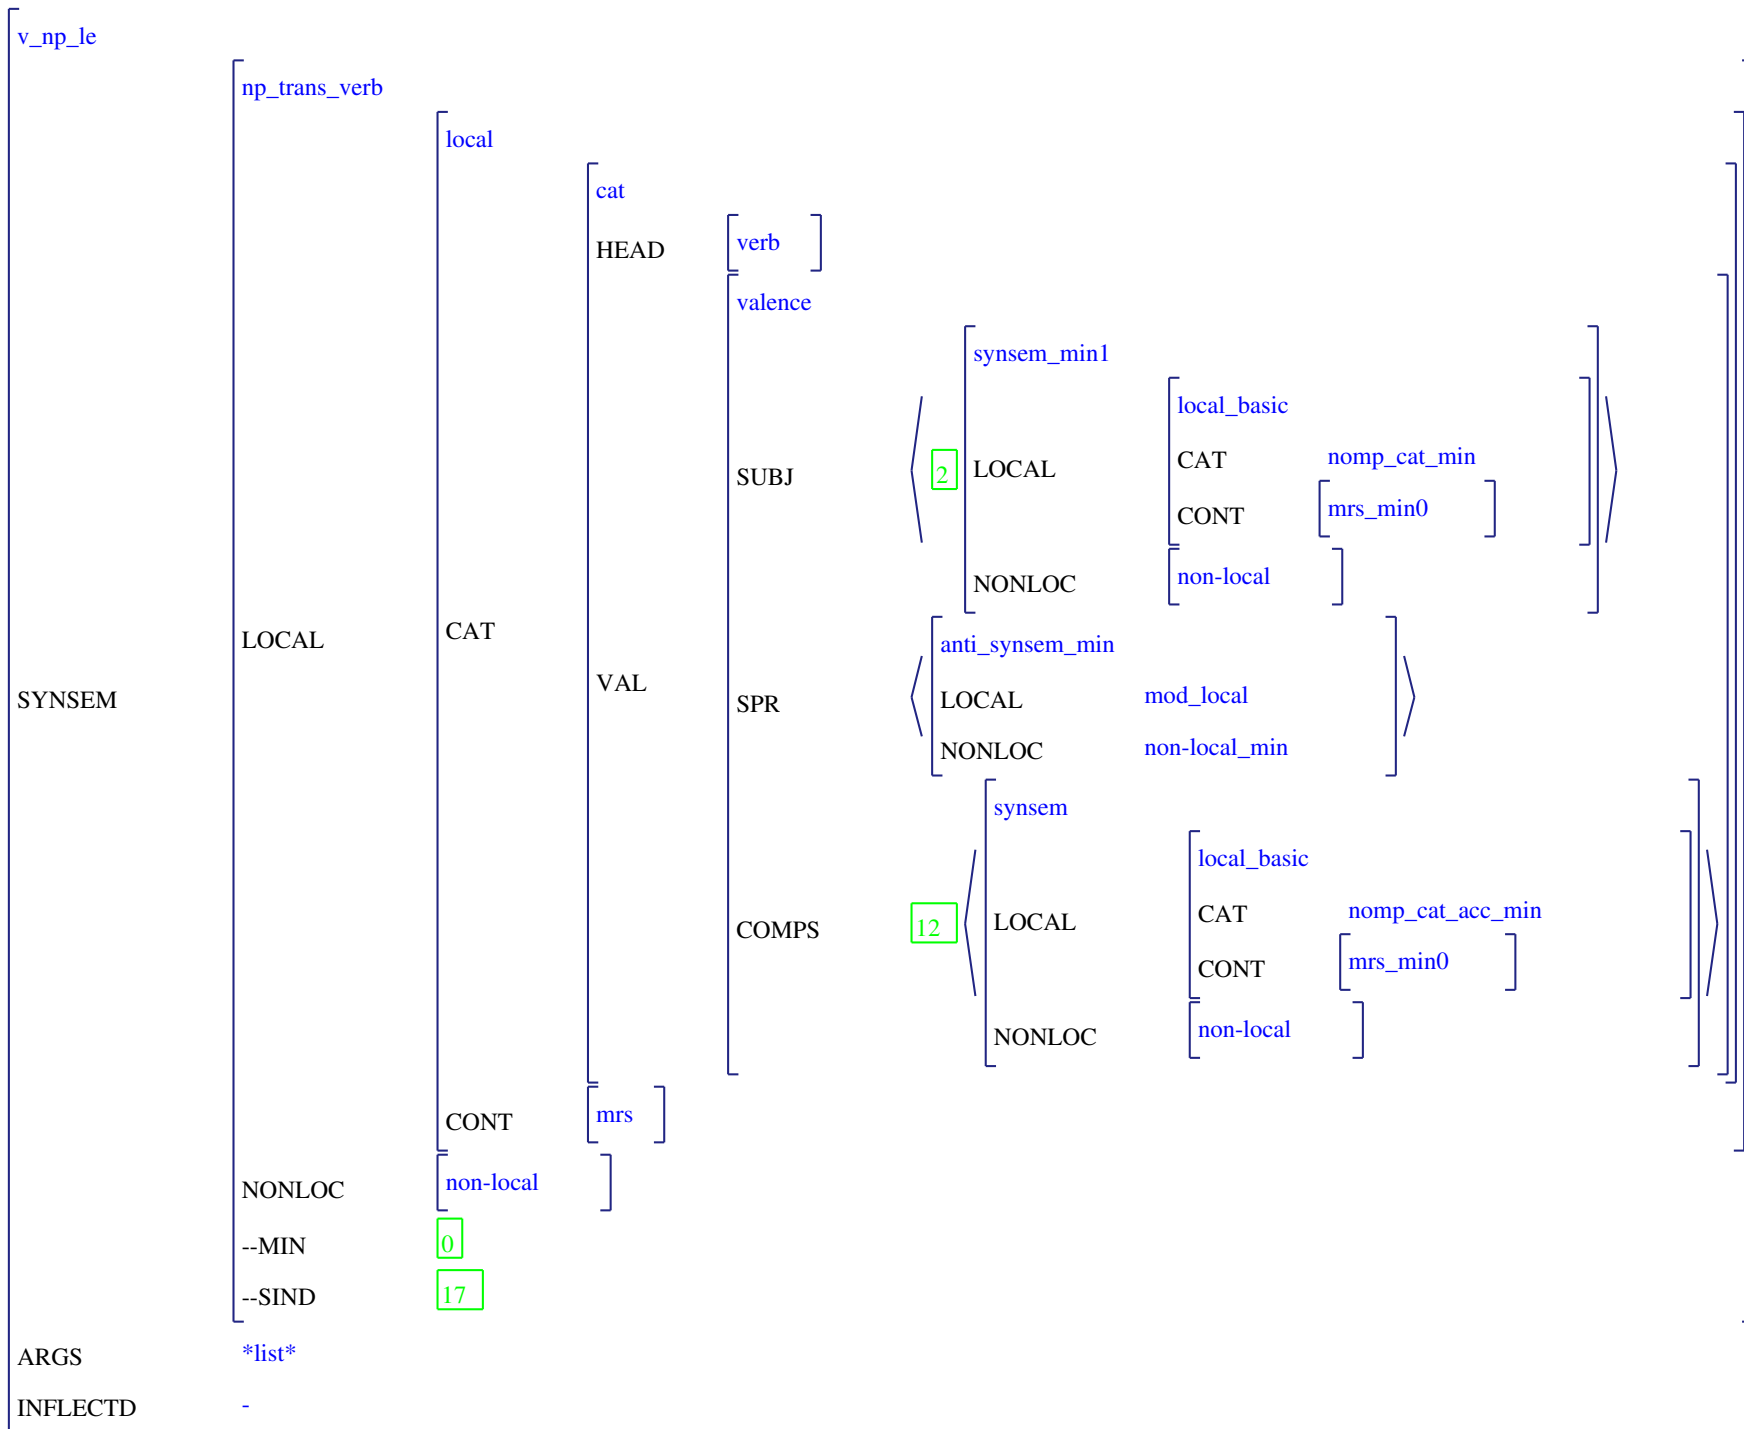 v_np_le
np_trans_verb
local
cat
HEAD verb
valence
synsem_min1
local_basic
CAT nomp_cat_min
SUBJ 2 LOCAL
CONT mrs_min0
NONLOC non-local
LOCAL CAT anti_synsem_min
SYNSEM VAL SPR LOCAL mod_local
NONLOC non-local_min
synsem
local_basic
CAT nomp_cat_acc_min
COMPS 12 LOCAL
CONT mrs_min0
NONLOC non-local
CONT mrs
NONLOC non-local
--MIN 0
--SIND 17
ARGS *list*
INFLECTD -